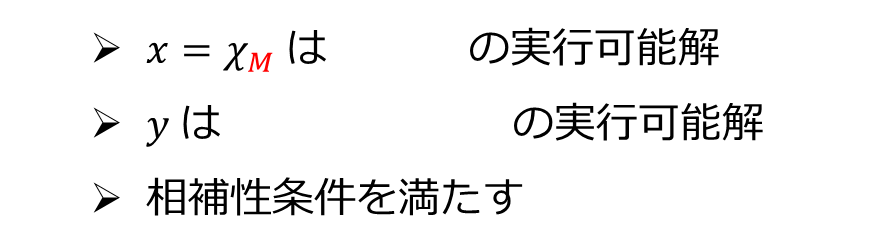 ➢ x = χ_M は の実行可能解
➢ y は の実行可能解
➢ 相補性条件を満たす